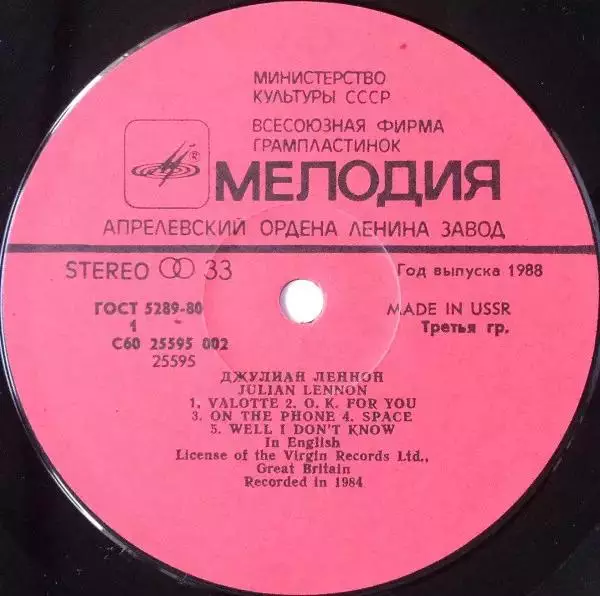 МИНИСТЕРСТВО
КУЛЬТУРЫ СССР
ВСЕСОЮЗНАЯ ФИРМА
ГРАМПЛАСТИНОК
®
МЕЛОДИЯ
АПРЕЛЕВСКИЙ ОРДЕНА ЛЕНИНА ЗАВОД
STEREO 33
Год выпуска 1988
ГОСТ 5289-80
MADE IN USSR
1
Третья гр.
С60 25595 002
25595
ДЖУЛИАН ЛЕННОН
JULIAN LENNON
1, VALOTTE 2. O. K. FOR YOU
3. ON THE PHONE 4. SPACE
5. WELL I DON'T KNOW
In English
License of the Virgin Records Ltd.,
Great Britain
Recorded in 1984